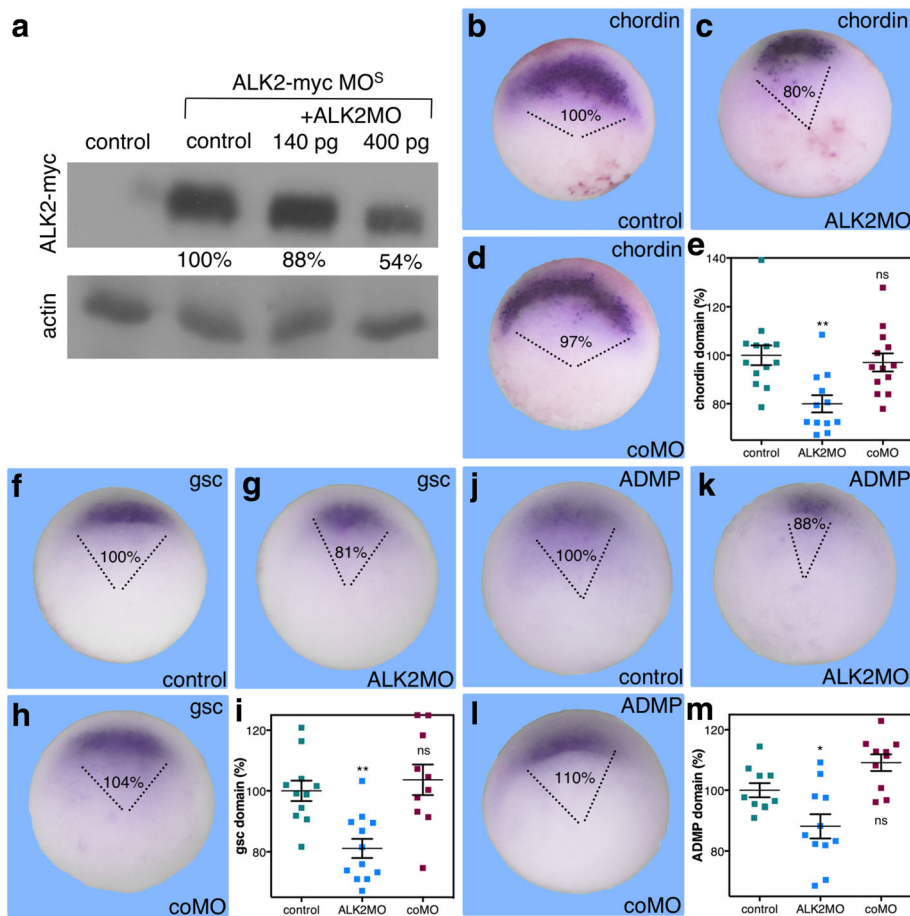 a
ALK2-myc MOS
+ALK2MO
control
control
140 pg
400 pg
ALK2-myc
100%
88%
54%
actin
b
chordin
100%
control
c
chordin
80%
ALK2MO
d
chordin
97%
coMO
e
140
120
100
80
chordin domain (%)
**
ns
control
ALK2MO
coMO
f
gsc
100%
control
g
gsc
81%
ALK2MO
j
ADMP
100%
control
k
ADMP
88%
ALK2MO
h
gsc
104%
coMO
i
120
100
80
gsc domain (%)
**
ns
control
ALK2MO
coMO
l
ADMP
110%
coMO
m
120
100
80
ADMP domain (%)
*
ns
control
ALK2MO
coMO